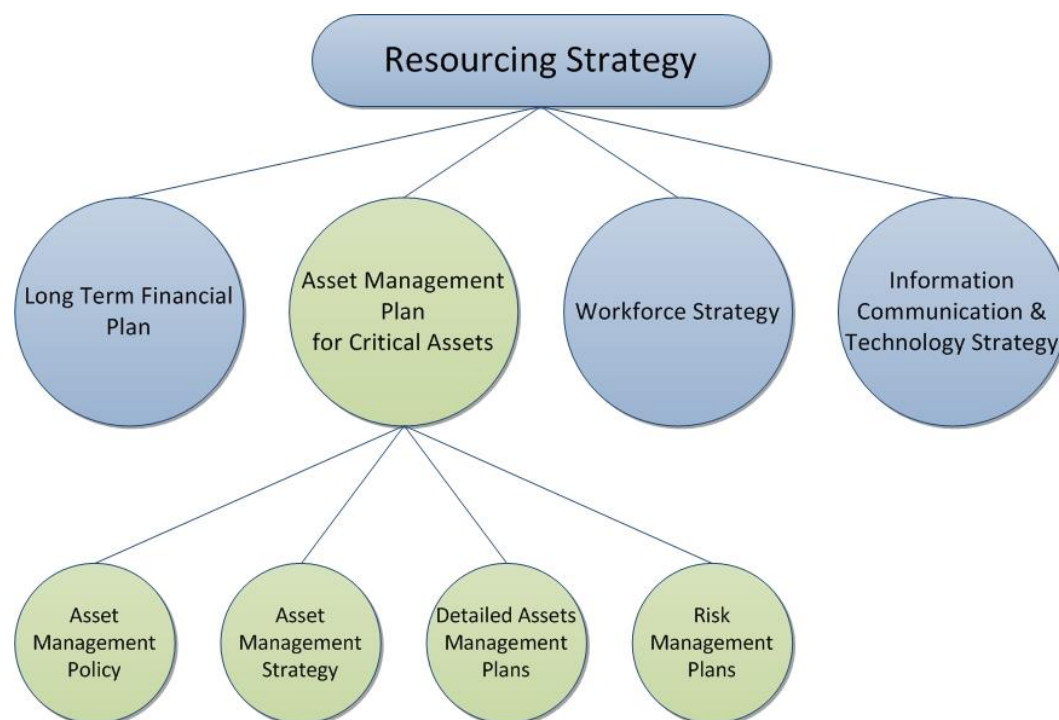 Resourcing Strategy
Long Term Financial
Plan
Asset Management
Plan
for Critical Assets
Workforce Strategy
Information
Communication &
Technology Strategy
Asset
Management
Policy
Asset
Management
Strategy
Detailed Assets
Management
Plans
Risk
Management
Plans